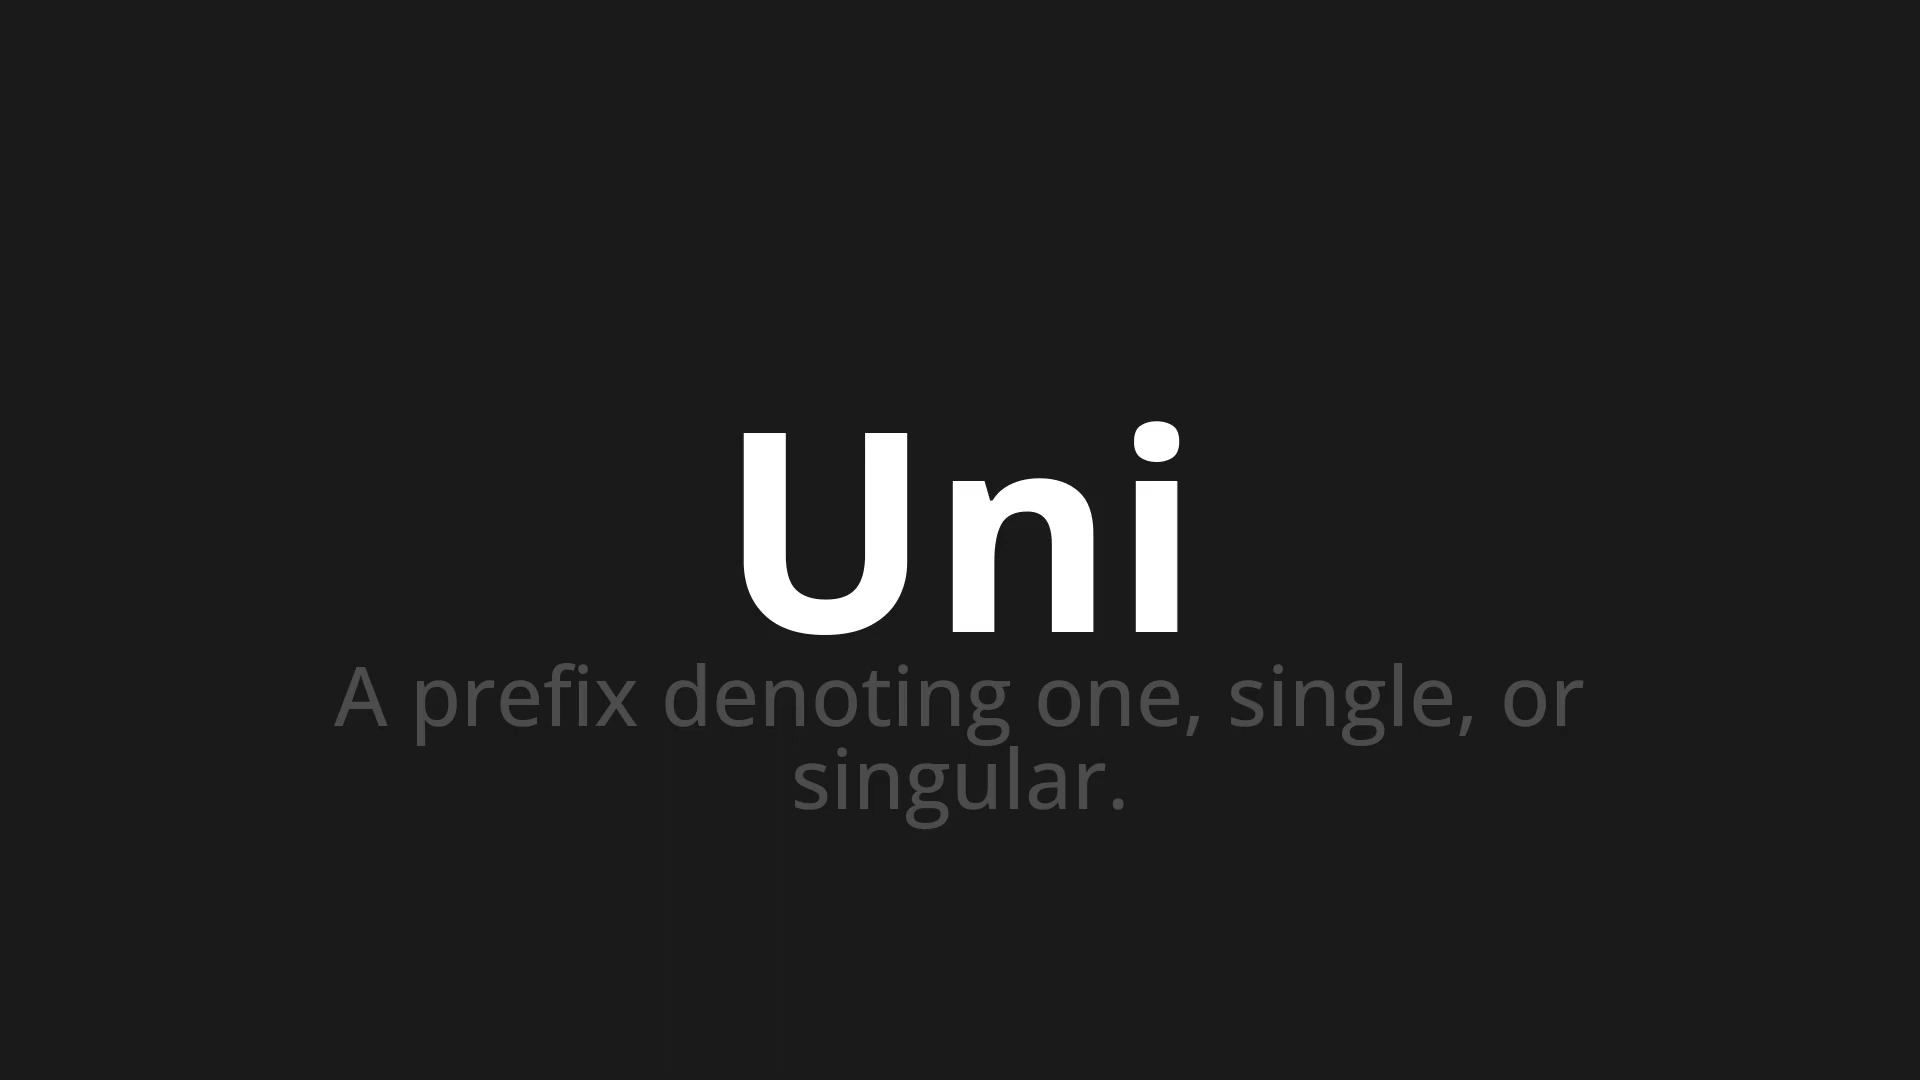 Uni
A prefix denoting one, single, or
singular.